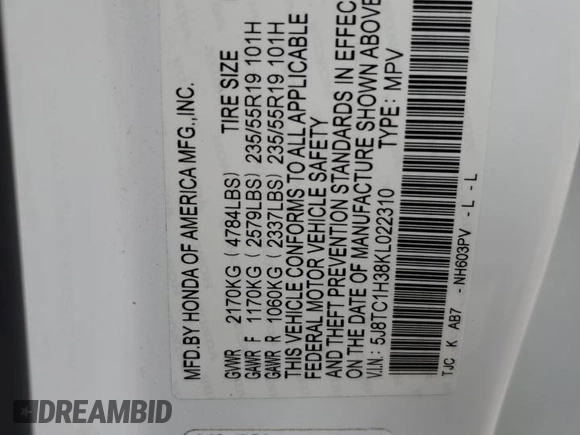 MFD.BY HONDA OF AMERICA MFG.,INC.
TIRE SIZE
GVWR 2170KG (4784LBS)
GAWR F 1170KG (2579LBS) 235/55R19 101H
GAWR R 1060KG (2337LBS) 235/55R19 101H
THIS VEHICLE CONFORMS TO ALL APPLICABLE
FEDERAL MOTOR VEHICLE SAFETY
AND THEFT PREVENTION STANDARDS IN EFFEC
ON THE DATE OF MANUFACTURE SHOWN ABOVE
V.I.N.: 5J8TC1H38KL022310 TYPE: MPV
TJC K AB7 - NH603PV - L - L
DREAMBID